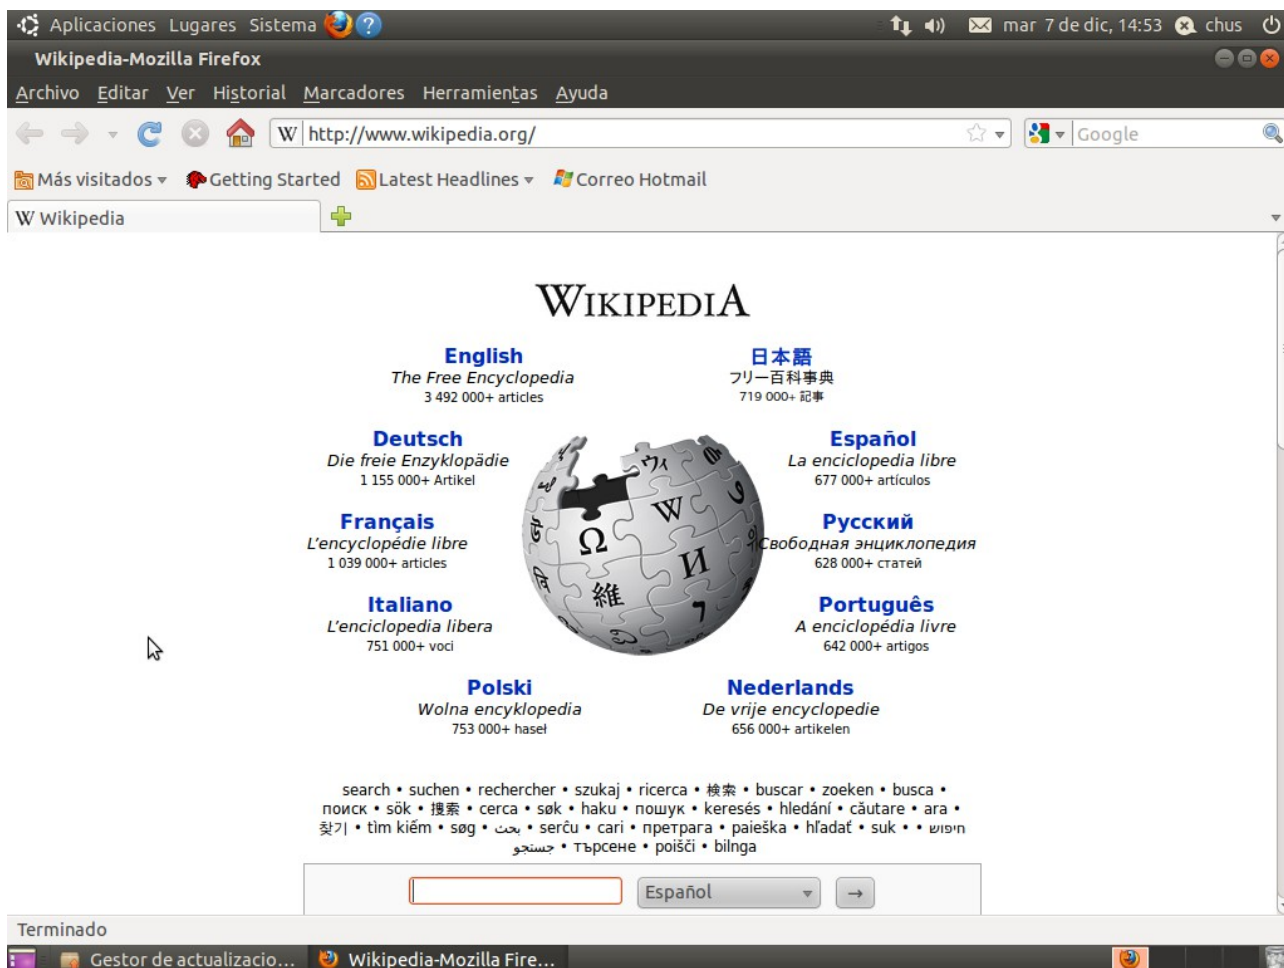 Aplicaciones Lugares Sistema mar 7 de dic, 14:53 chus
Wikipedia-Mozilla Firefox
Archivo Editar Ver Historial Marcadores Herramientas Ayuda
W http://www.wikipedia.org/ Google
Más visitados Getting Started Latest Headlines Correo Hotmail
W Wikipedia
WIKIPEDIA
English 日本語
The Free Encyclopedia フリー百科事典
3 492 000+ articles 719 000+ 記事
Deutsch Español
Die freie Enzyklopädie La enciclopedia libre
1 155 000+ Artikel 677 000+ artículos
Français Русский
L'encyclopédie libre Свободная энциклопедия
1 039 000+ articles 628 000+ статей
Italiano Português
L'enciclopedia libera A enciclopédia livre
751 000+ voci 642 000+ artigos
Polski Nederlands
Wolna encyklopedia De vrije encyclopedie
753 000+ haseł 656 000+ artikelen
search • suchen • rechercher • szukaj • ricerca • 検索 • buscar • zoeken • busca •
поиск • sök • 搜索 • cerca • søk • haku • пошук • keresés • hledání • căutare • ara •
찾기 • tìm kiếm • søg • بحث • serĉu • cari • претрага • paieška • hľadať • suk • • חיפוש
جستجو • търсене • poišči • bilnga
Español →
Terminado
Gestor de actualizacio... Wikipedia-Mozilla Fire...